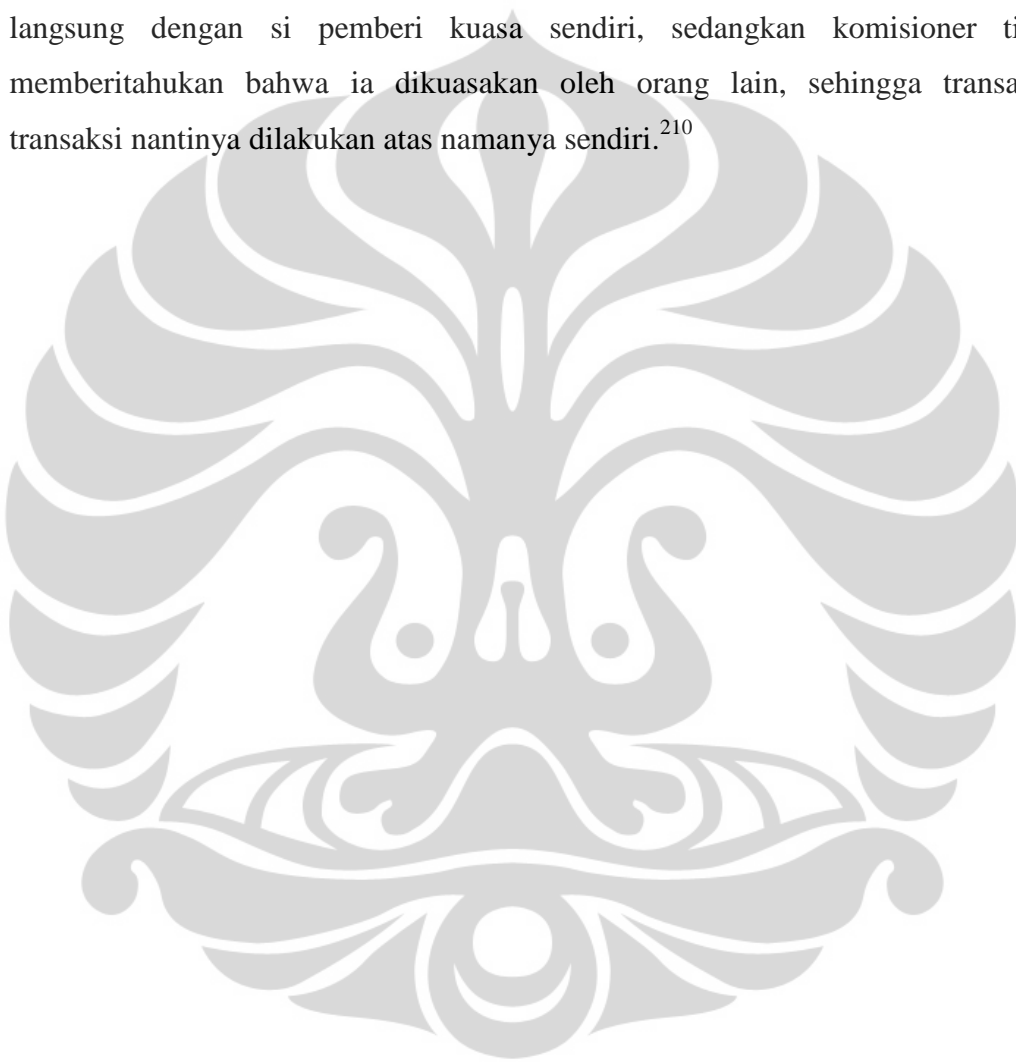 langsung dengan si pemberi kuasa sendiri, sedangkan komisioner ti
memberitahukan bahwa ia dikuasakan oleh orang lain, sehingga transa
transaksi nantinya dilakukan atas namanya sendiri.210